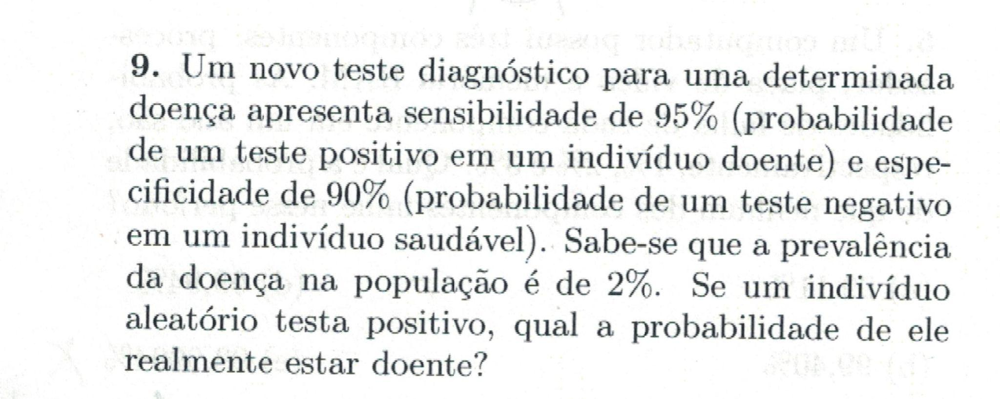 9. Um novo teste diagnóstico para uma determinada
doença apresenta sensibilidade de 95% (probabilidade
de um teste positivo em um indivíduo doente) e espe-
cificidade de 90% (probabilidade de um teste negativo
em um indivíduo saudável). Sabe-se que a prevalência
da doença na população é de 2%. Se um indivíduo
aleatório testa positivo, qual a probabilidade de ele
realmente estar doente?